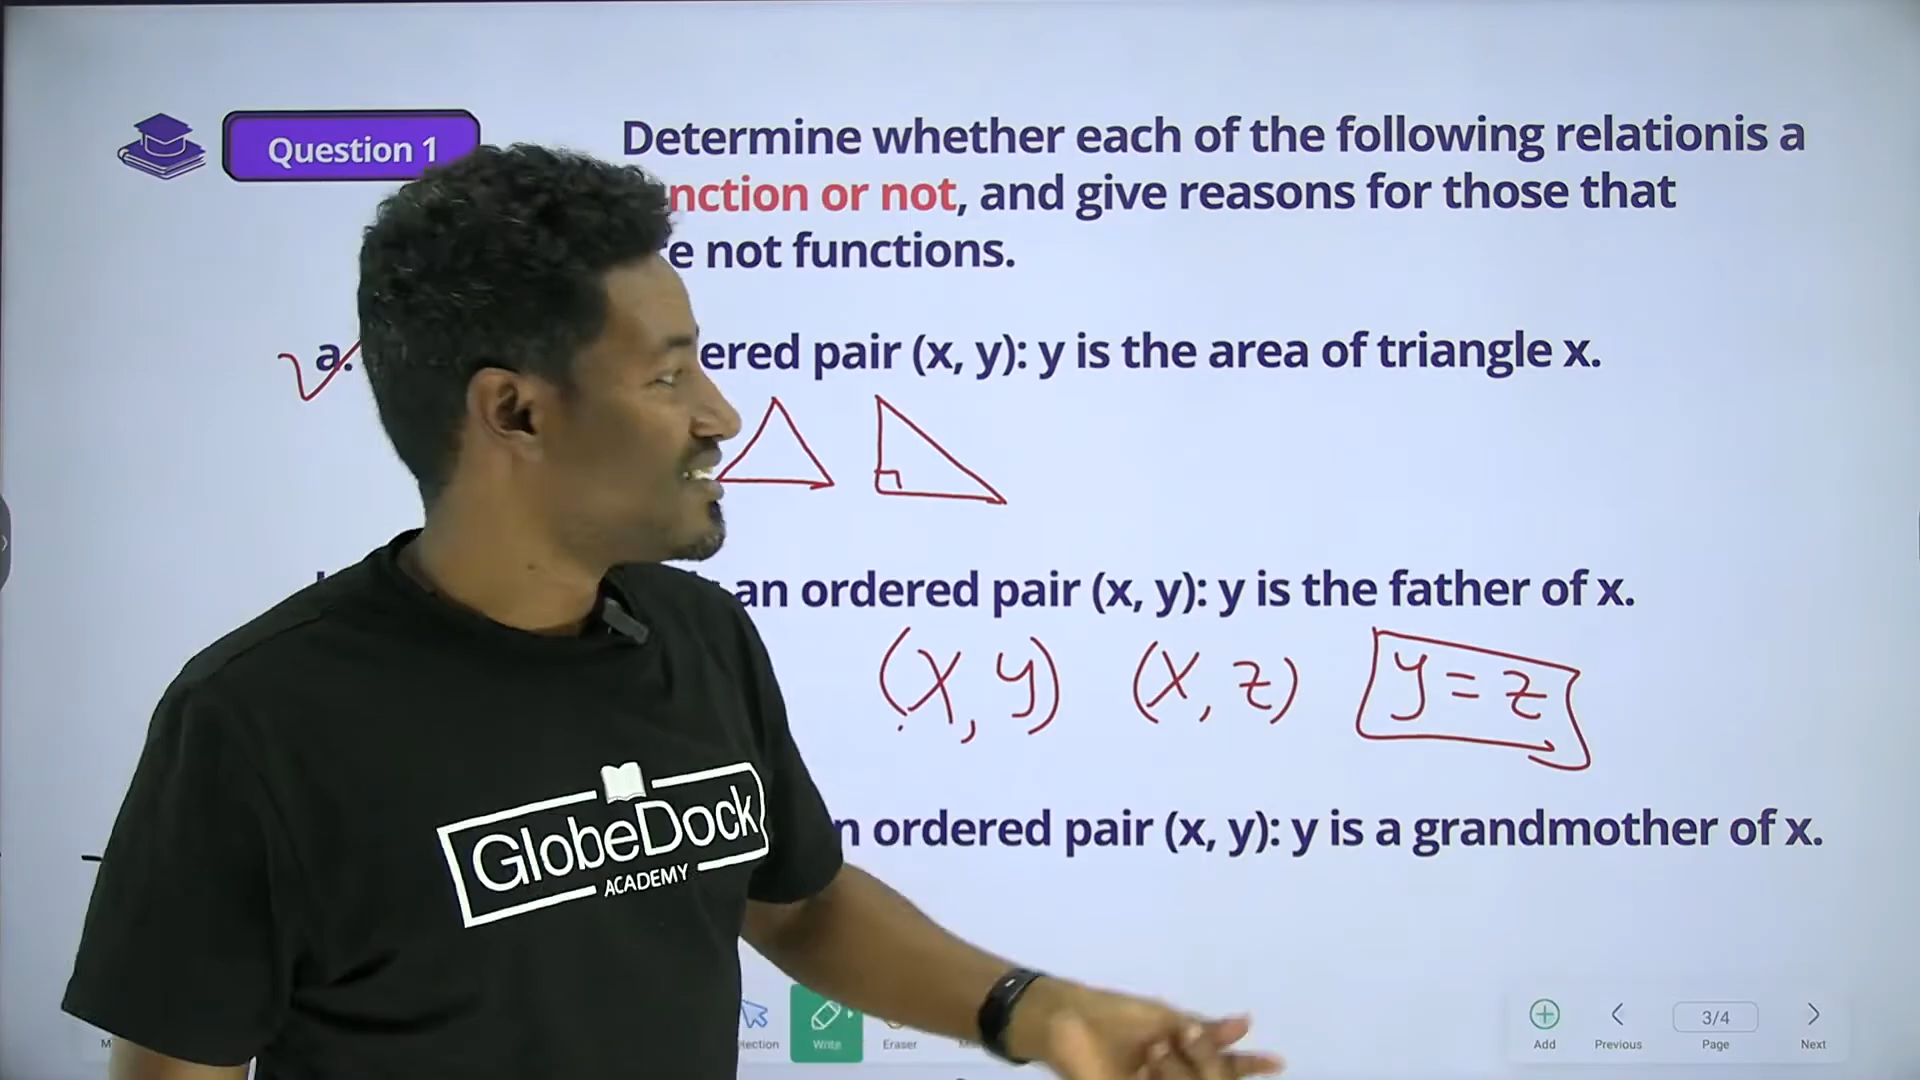 Question 1
Determine whether each of the following relationis a
nction or not, and give reasons for those that
e not functions.
a.
ered pair (x, y): y is the area of triangle x.
an ordered pair (x, y): y is the father of x.
(x, y) (x, z) y = z
n ordered pair (x, y): y is a grandmother of x.
GlobeDock
ACADEMY
Write
Eraser
Add
Previous
3/4
Page
Next